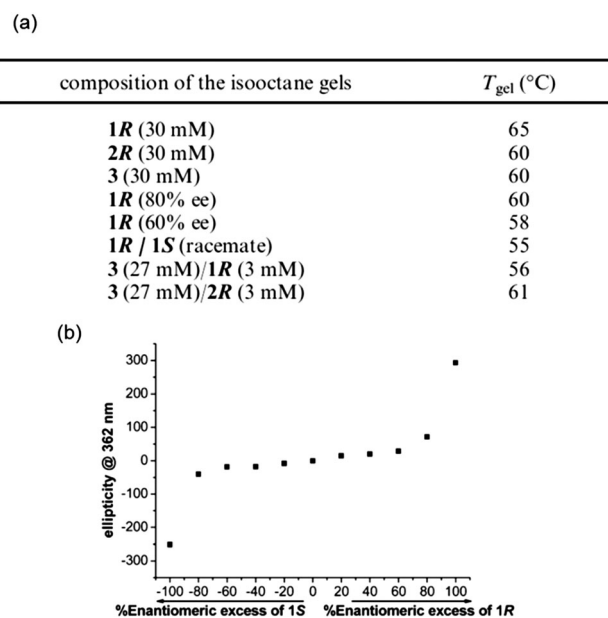 (a)
composition of the isooctane gels Tgel (°C)
1R (30 mM) 65
2R (30 mM) 60
3 (30 mM) 60
1R (80% ee) 60
1R (60% ee) 58
1R / 1S (racemate) 55
3 (27 mM)/1R (3 mM) 56
3 (27 mM)/2R (3 mM) 61
(b)
ellipticity @ 362 nm
300
200
100
0
-100
-200
-300
-100 -80 -60 -40 -20 0 20 40 60 80 100
%Enantiomeric excess of 1S %Enantiomeric excess of 1R